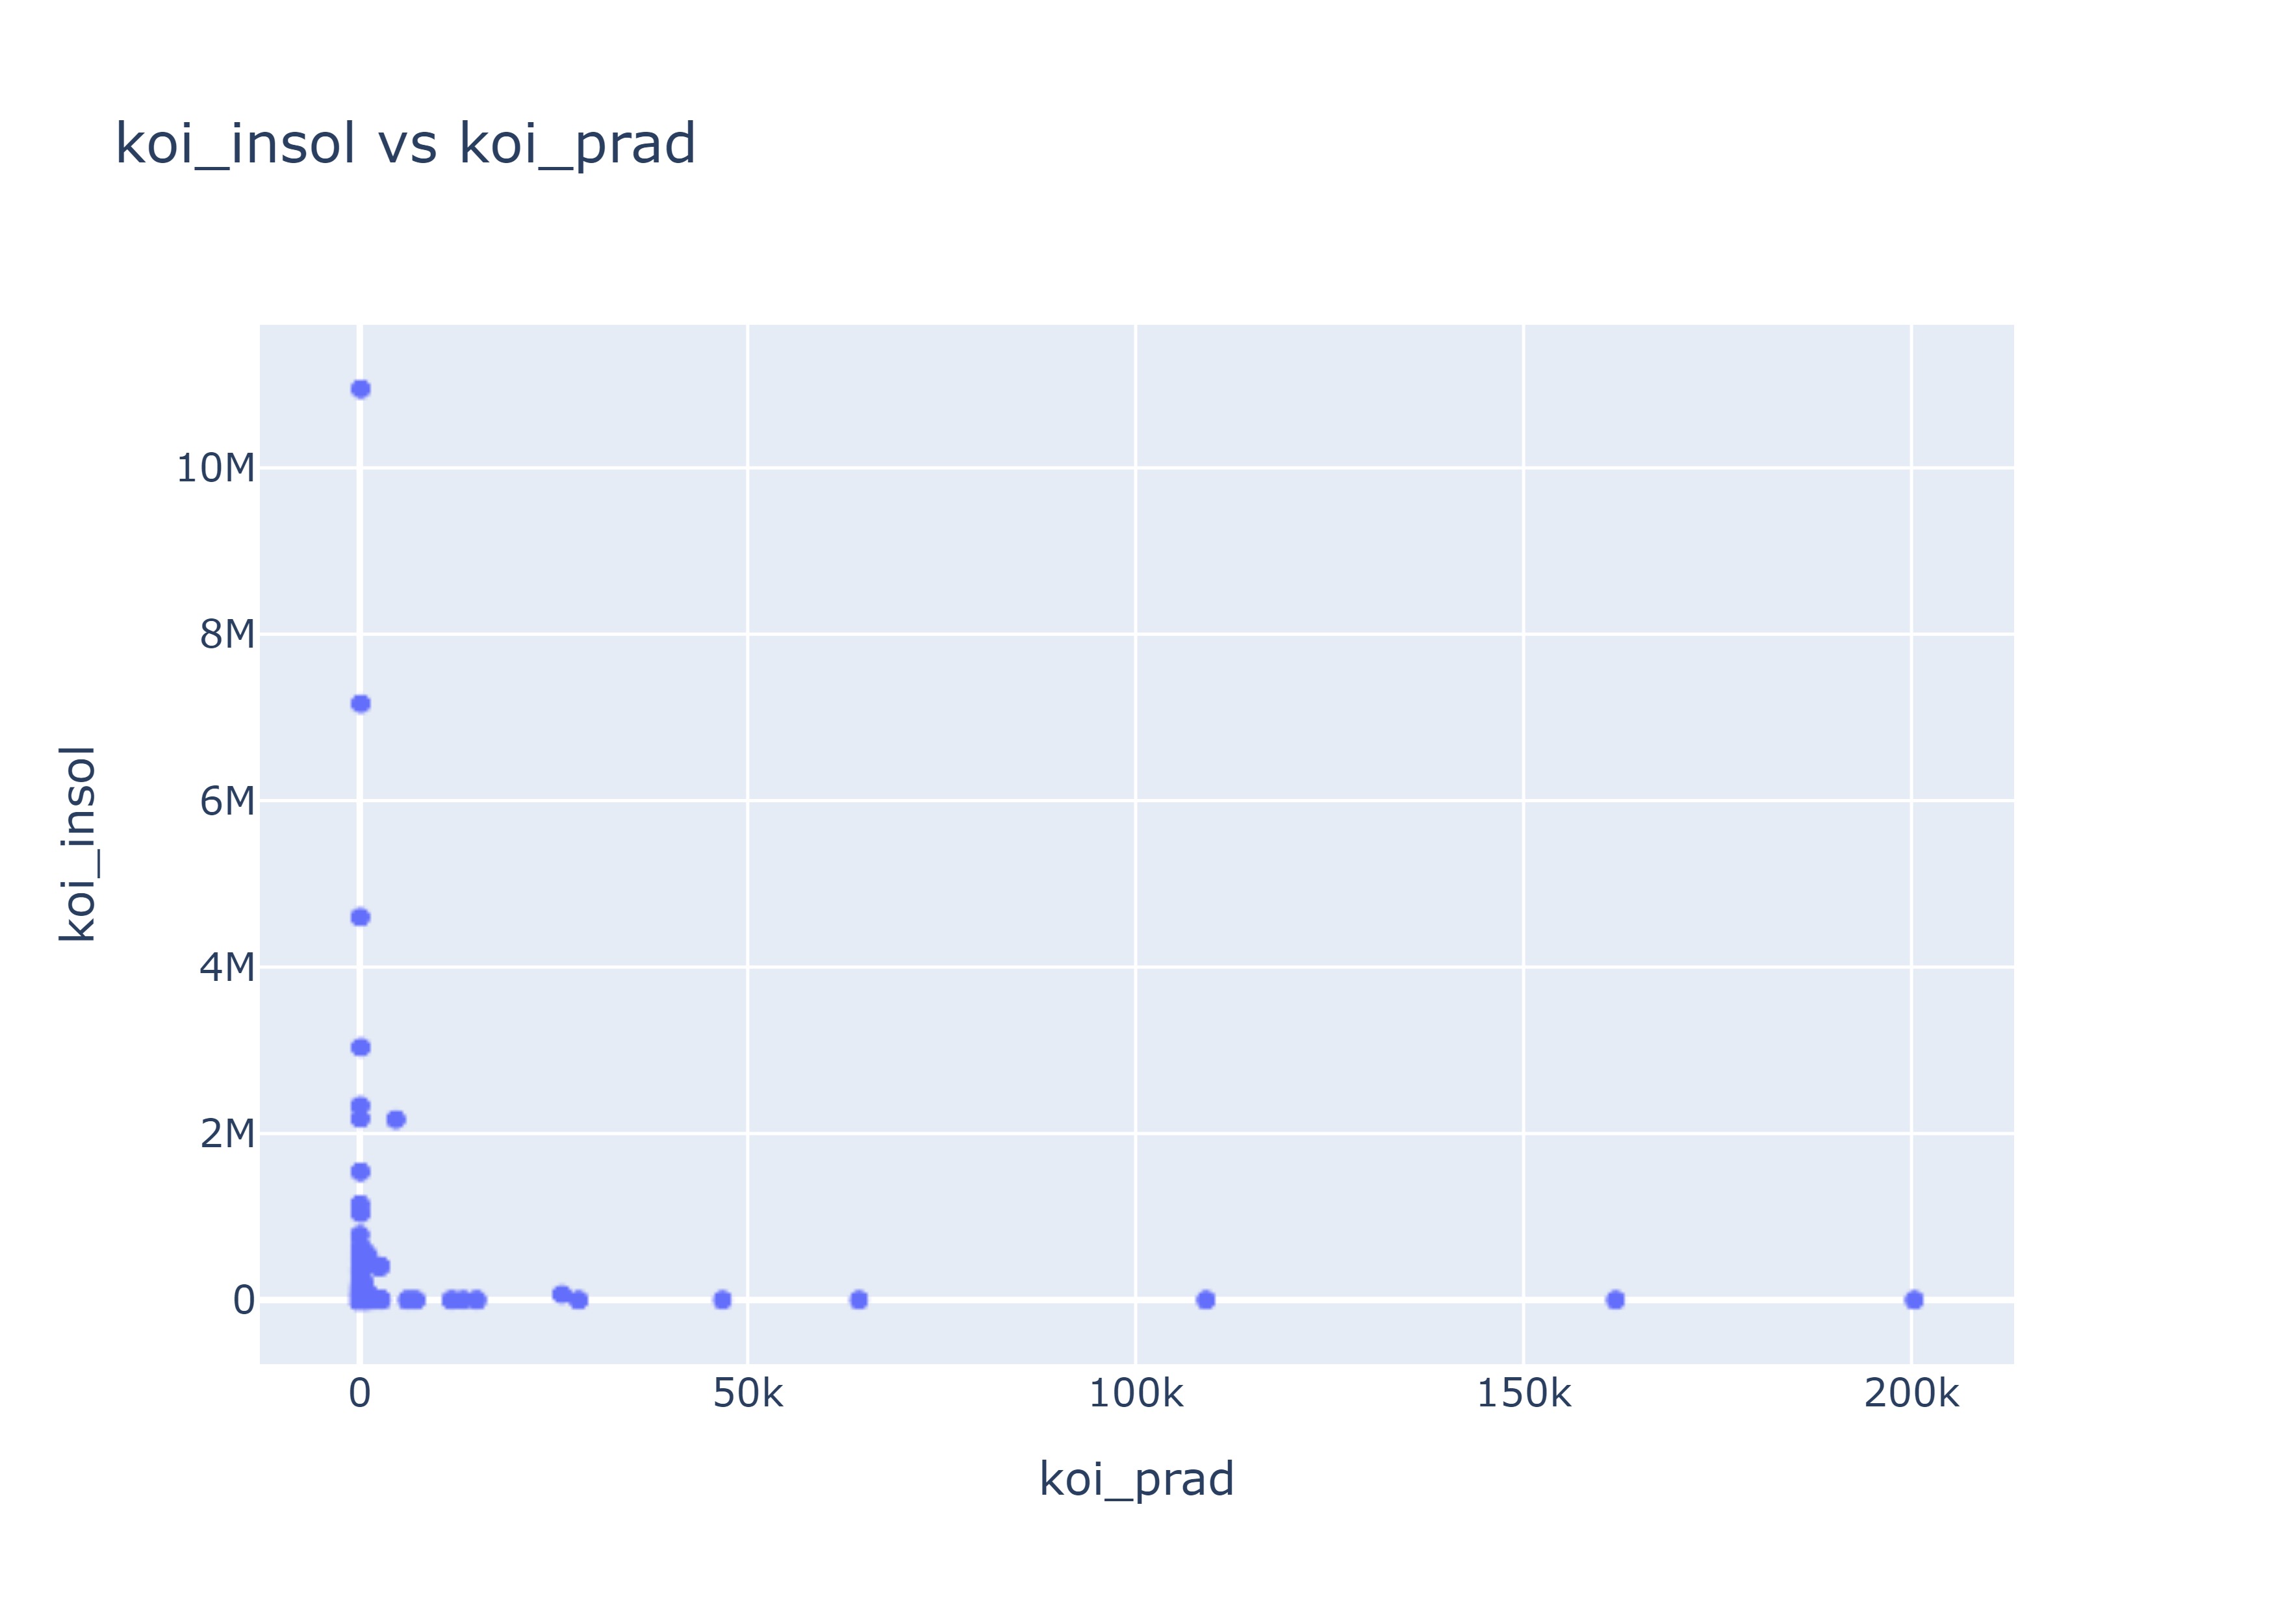 koi_insol vs koi_prad
10M
8M
6M
4M
2M
0
koi_insol
0 50k 100k 150k 200k
koi_prad